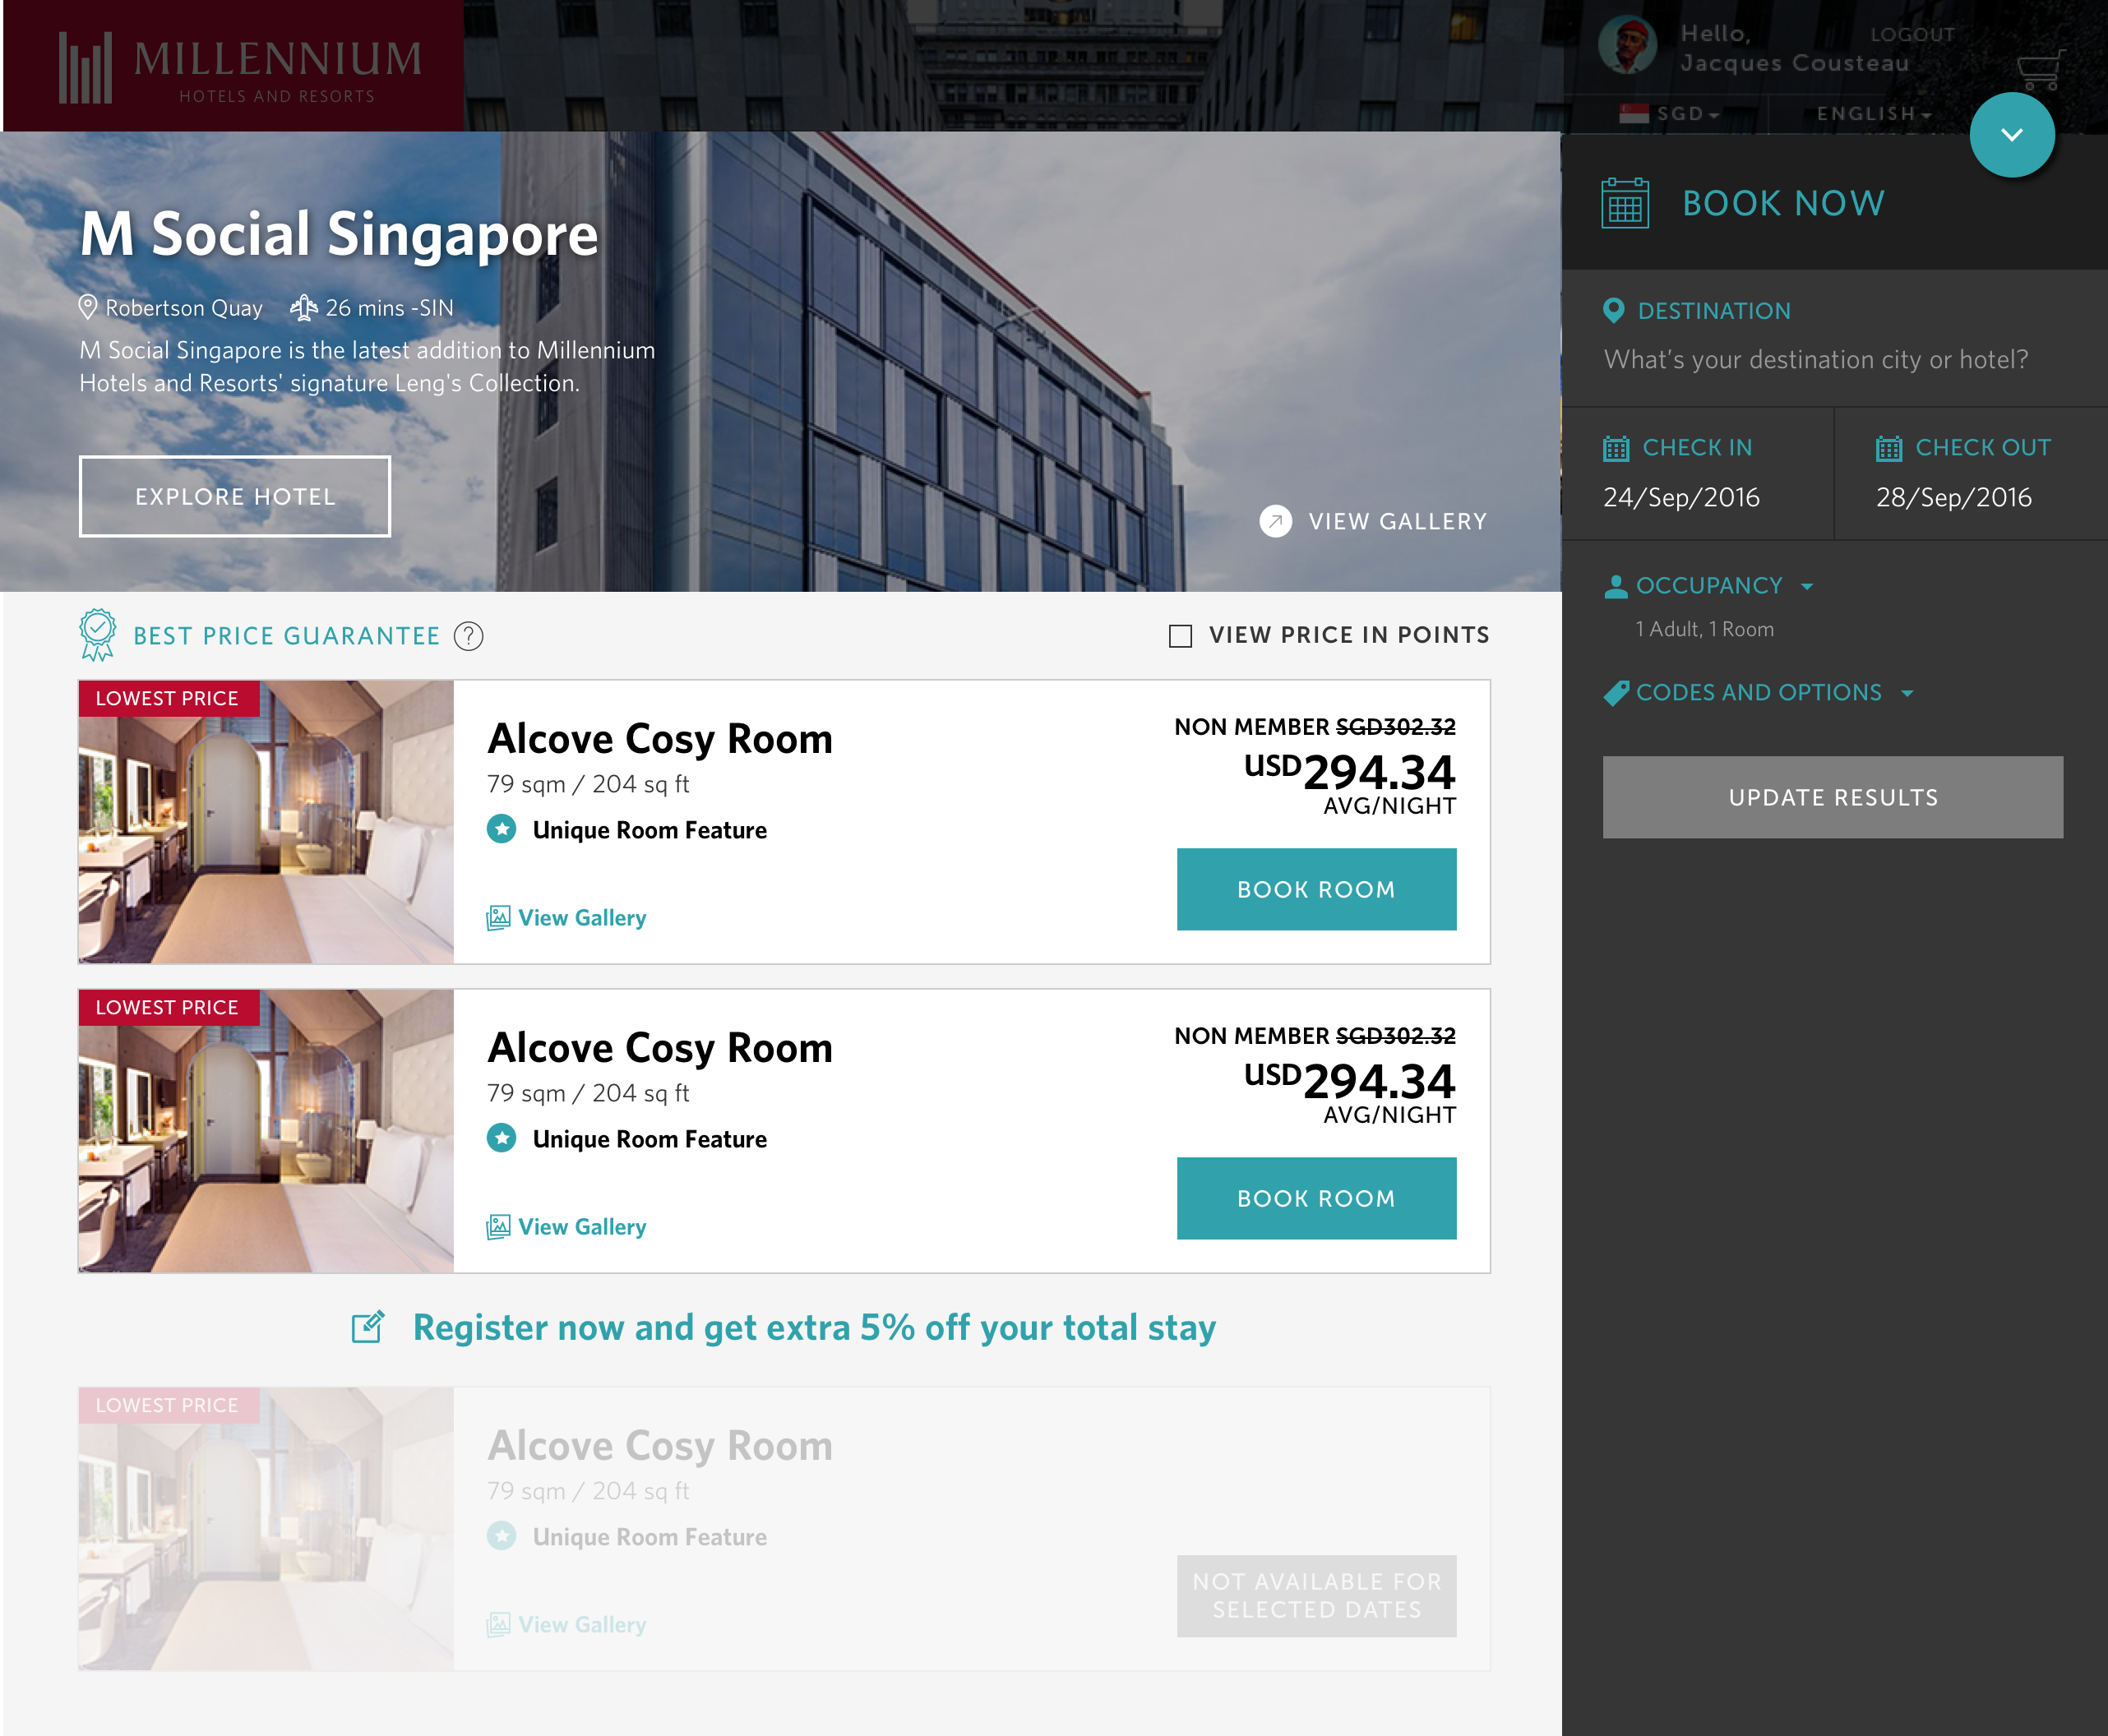 MILLENNIUM
HOTELS AND RESORTS
Hello,
Jacques Cousteau
LOGOUT
SGD
ENGLISH
M Social Singapore
Robertson Quay 26 mins -SIN
M Social Singapore is the latest addition to Millennium
Hotels and Resorts' signature Leng's Collection.
EXPLORE HOTEL
VIEW GALLERY
BOOK NOW
DESTINATION
What's your destination city or hotel?
CHECK IN
24/Sep/2016
CHECK OUT
28/Sep/2016
OCCUPANCY
1 Adult, 1 Room
CODES AND OPTIONS
UPDATE RESULTS
BEST PRICE GUARANTEE ?
VIEW PRICE IN POINTS
LOWEST PRICE
Alcove Cosy Room
79 sqm / 204 sq ft
Unique Room Feature
View Gallery
NON MEMBER SGD302.32
USD294.34
AVG/NIGHT
BOOK ROOM
LOWEST PRICE
Alcove Cosy Room
79 sqm / 204 sq ft
Unique Room Feature
View Gallery
NON MEMBER SGD302.32
USD294.34
AVG/NIGHT
BOOK ROOM
Register now and get extra 5% off your total stay
LOWEST PRICE
Alcove Cosy Room
79 sqm / 204 sq ft
Unique Room Feature
View Gallery
NOT AVAILABLE FOR
SELECTED DATES